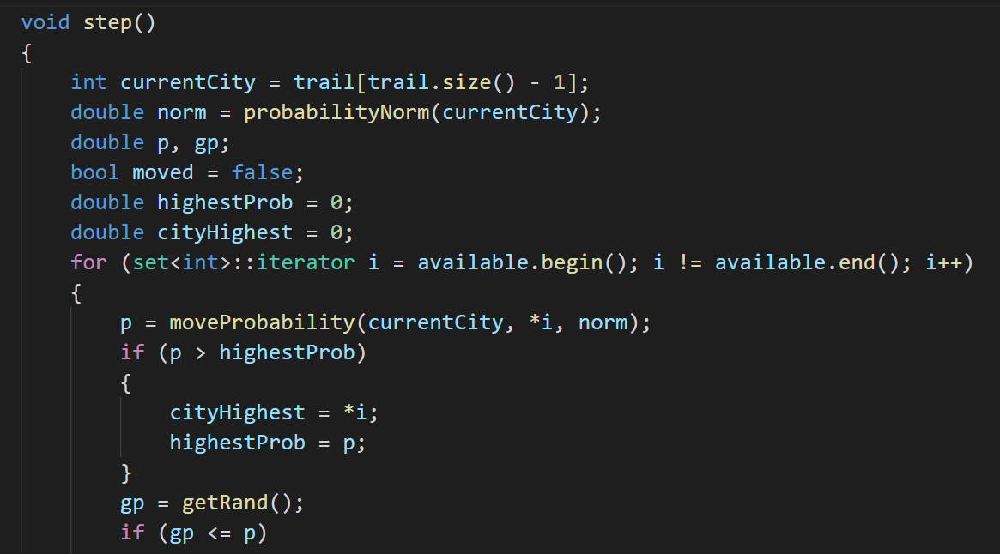 void step()
{
    int currentCity = trail[trail.size() - 1];
    double norm = probabilityNorm(currentCity);
    double p, gp;
    bool moved = false;
    double highestProb = 0;
    double cityHighest = 0;
    for (set<int>::iterator i = available.begin(); i != available.end(); i++)
    {
        p = moveProbability(currentCity, *i, norm);
        if (p > highestProb)
        {
            cityHighest = *i;
            highestProb = p;
        }
        gp = getRand();
        if (gp <= p)